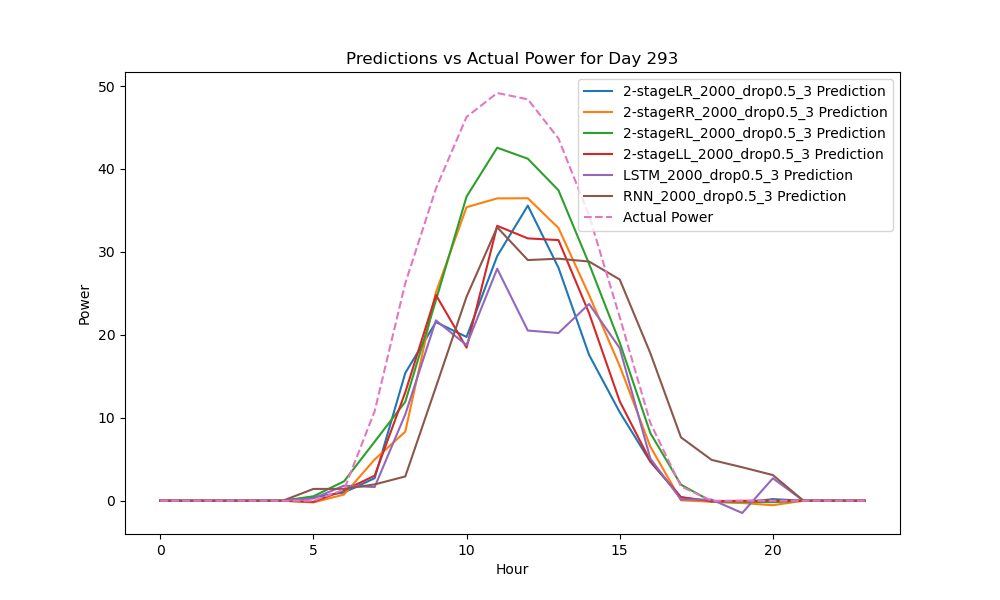 Predictions vs Actual Power for Day 293
2-stageLR_2000_drop0.5_3 Prediction
2-stageRR_2000_drop0.5_3 Prediction
2-stageRL_2000_drop0.5_3 Prediction
2-stageLL_2000_drop0.5_3 Prediction
LSTM_2000_drop0.5_3 Prediction
RNN_2000_drop0.5_3 Prediction
Actual Power
Power
50
40
30
20
10
0
0 5 10 15 20
Hour